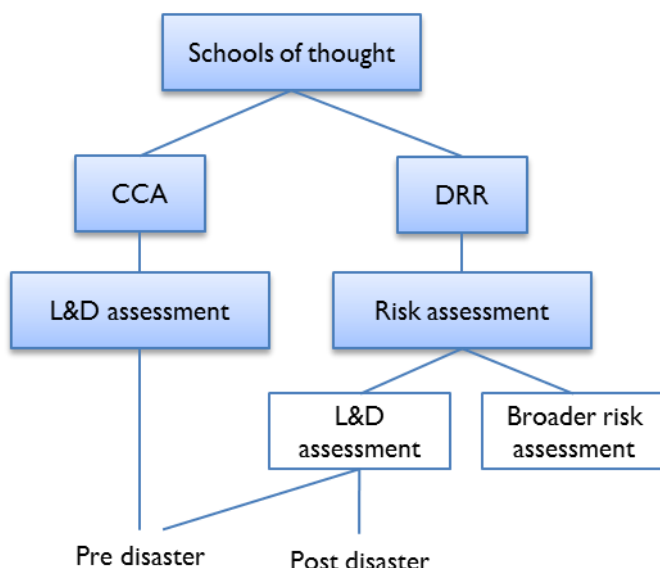 Schools of thought
CCA
DRR
L&D assessment
Risk assessment
L&D
assessment
Broader risk
assessment
Pre disaster
Post disaster